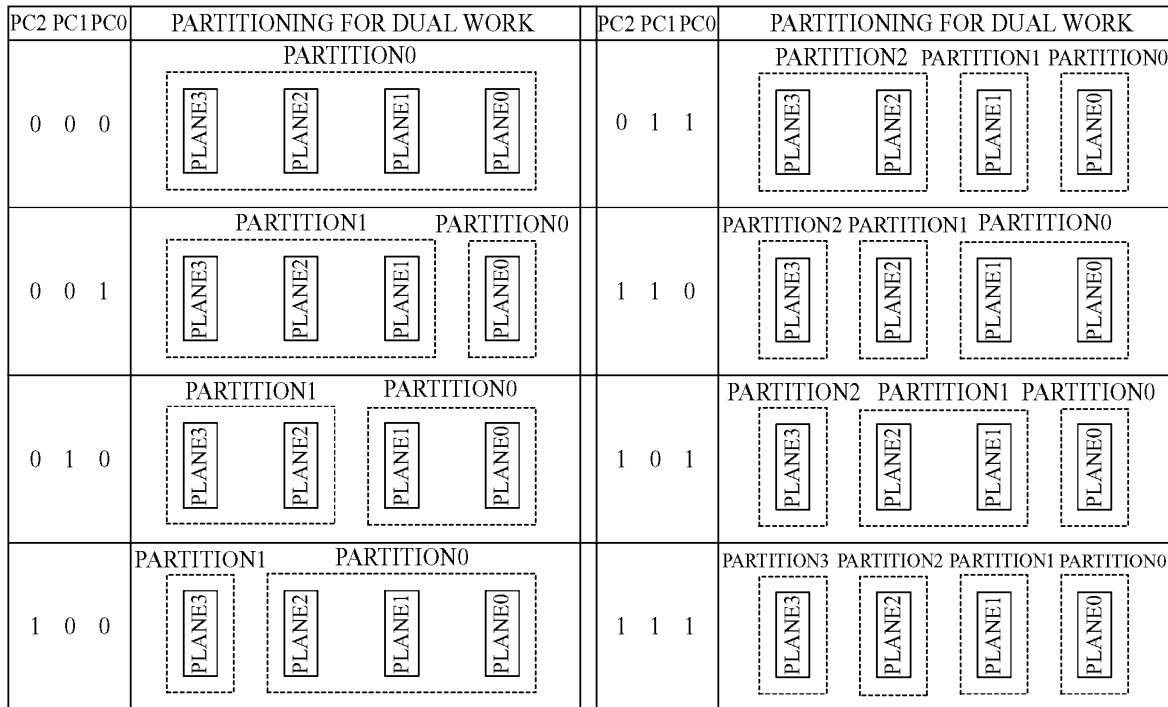 PC2 PC1 PC0 PARTITIONING FOR DUAL WORK PC2 PC1 PC0 PARTITIONING FOR DUAL WORK
PARTITION0
0 0 0
PLANE3 PLANE2 PLANE1 PLANE0
PARTITION2 PARTITION1 PARTITION0
0 1 1
PLANE3 PLANE2 PLANE1 PLANE0
PARTITION1 PARTITION0
0 0 1
PLANE3 PLANE2 PLANE1 PLANE0
PARTITION2 PARTITION1 PARTITION0
1 1 0
PLANE3 PLANE2 PLANE1 PLANE0
PARTITION1 PARTITION0
0 1 0
PLANE3 PLANE2 PLANE1 PLANE0
PARTITION2 PARTITION1 PARTITION0
1 0 1
PLANE3 PLANE2 PLANE1 PLANE0
PARTITION1 PARTITION0
1 0 0
PLANE3 PLANE2 PLANE1 PLANE0
PARTITION3 PARTITION2 PARTITION1 PARTITION0
1 1 1
PLANE3 PLANE2 PLANE1 PLANE0